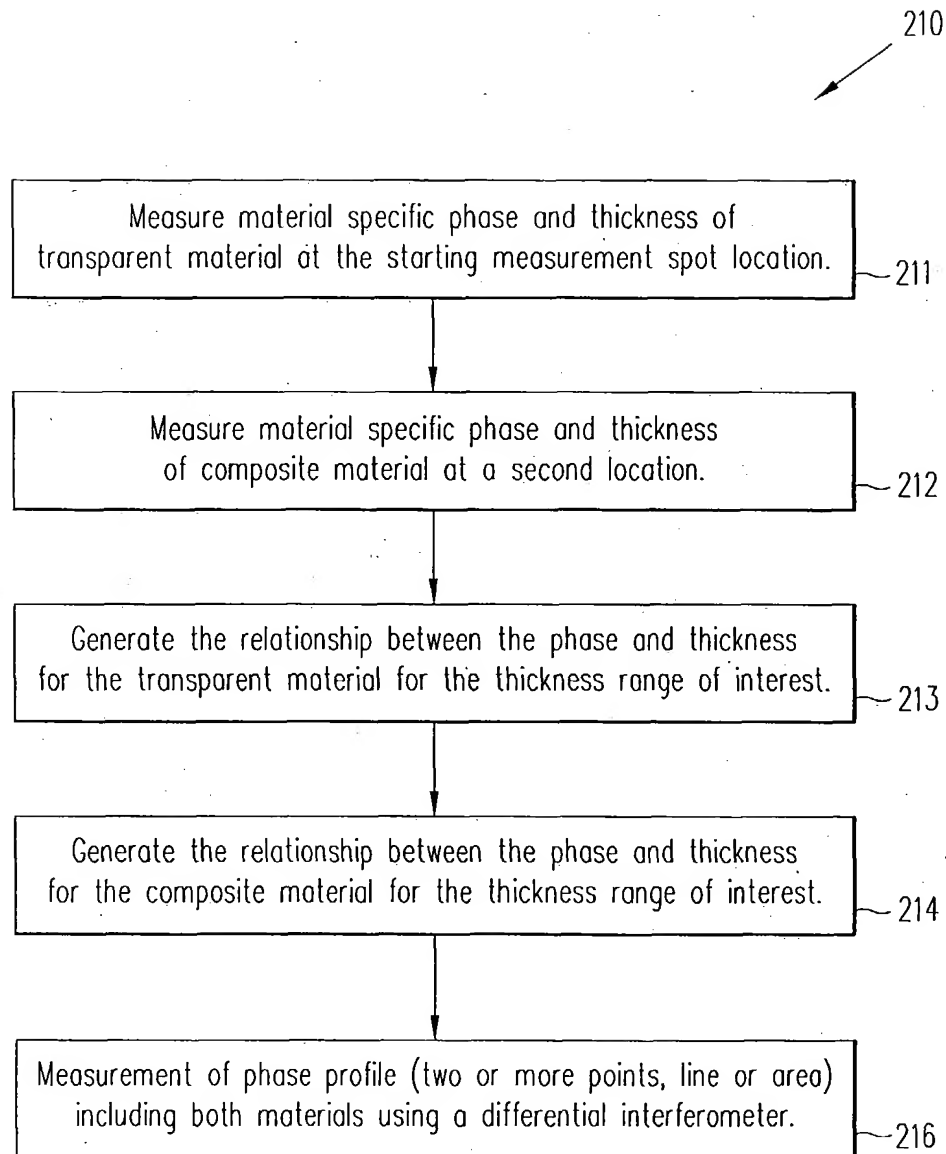 210
Measure material specific phase and thickness of
transparent material at the starting measurement spot location.
211
Measure material specific phase and thickness
of composite material at a second location.
212
Generate the relationship between the phase and thickness
for the transparent material for the thickness range of interest.
213
Generate the relationship between the phase and thickness
for the composite material for the thickness range of interest.
214
Measurement of phase profile (two or more points, line or area)
including both materials using a differential interferometer.
216